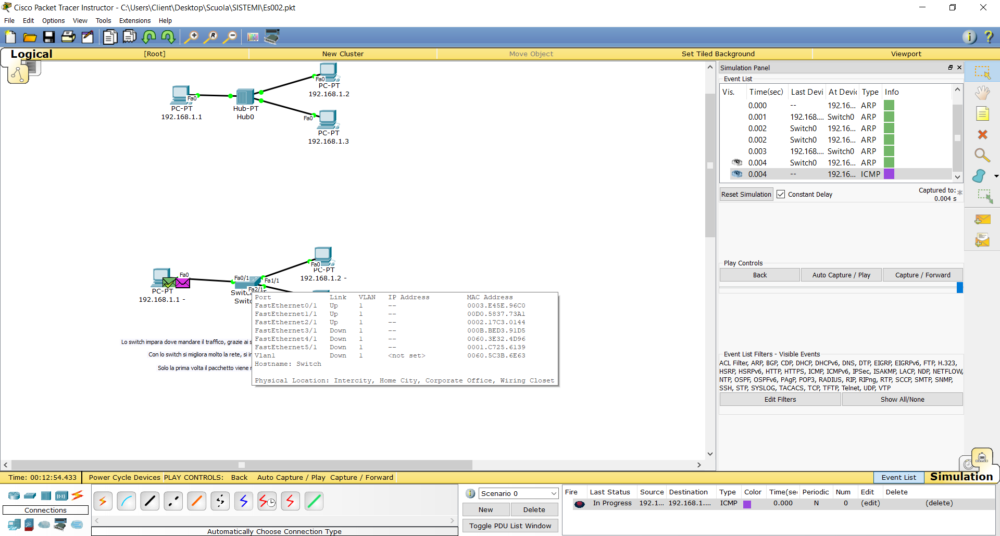 Cisco Packet Tracer Instructor - C:\Users\Client\Desktop\Scuola\SISTEMI\Es002.pkt
File Edit Options View Tools Extensions Help
Logical [Root] New Cluster Move Object Set Tiled Background Viewport
Fa0
PC-PT
192.168.1.2
Fa0
PC-PT
192.168.1.1
Hub-PT
Hub0
Fa0
PC-PT
192.168.1.3
Fa0
PC-PT
192.168.1.2 -
Fa0
PC-PT
192.168.1.1 -
Fa0/1
Fa1/1
Fa2/1
Port Link VLAN IP Address MAC Address
FastEthernet0/1 Up 1 -- 0003.E45E.96C0
FastEthernet1/1 Up 1 -- 00D0.5837.73A1
FastEthernet2/1 Up 1 -- 0002.17C3.0144
FastEthernet3/1 Down 1 -- 000B.BED3.91D5
FastEthernet4/1 Down 1 -- 0060.3E32.4D96
FastEthernet5/1 Down 1 -- 0001.C725.6139
Vlan1 Down 1 <not set> 0060.5C3B.6E63
Hostname: Switch
Physical Location: Intercity, Home City, Corporate Office, Wiring Closet
Lo switch impara dove mandare il traffico, grazie ai s
Con lo switch si migliora molto la rete, si in
Solo la prima volta il pacchetto viene
Simulation Panel
Event List
Vis. Time(sec) Last Devi At Devic Type Info
0.000 -- 192.16... ARP
0.001 192.168.... Switch0 ARP
0.002 Switch0 192.16... ARP
0.002 Switch0 192.16... ARP
0.003 192.168.... Switch0 ARP
0.004 Switch0 192.16... ARP
0.004 -- 192.16... ICMP
Reset Simulation Constant Delay Captured to: 0.004 s
Play Controls
Back Auto Capture / Play Capture / Forward
Event List Filters - Visible Events
ACL Filter, ARP, BGP, CDP, DHCP, DHCPv6, DNS, DTP, EIGRP, EIGRPv6, FTP, H.323,
HSRP, HSRPv6, HTTP, HTTPS, ICMP, ICMPv6, IPSec, ISAKMP, LACP, NDP, NETFLOW,
NTP, OSPF, OSPFv6, PAgP, POP3, RADIUS, RIP, RIPng, RTP, SCCP, SMTP, SNMP,
SSH, STP, SYSLOG, TACACS, TCP, TFTP, Telnet, UDP, VTP
Edit Filters Show All/None
Time: 00:12:54.433 Power Cycle Devices PLAY CONTROLS: Back Auto Capture / Play Capture / Forward Event List Simulation
Connections
Automatically Choose Connection Type
Scenario 0
New Delete
Toggle PDU List Window
Fire Last Status Source Destination Type Color Time(sec Periodic Num Edit Delete
In Progress 192.1... 192.168.1.... ICMP 0.000 N 0 (edit) (delete)